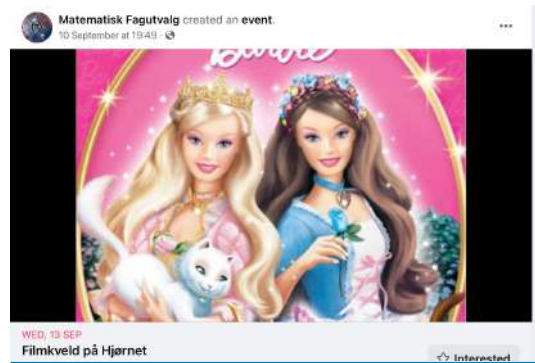 Matematisk Fagutvalg created an event.
10 September at 19:49 ·
Barbie
WED, 13 SEP
Filmkveld på Hjørnet
Interested